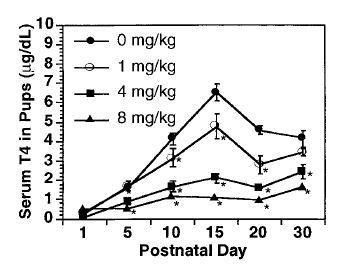 10
9
8
7
6
5
4
3
2
1
0
Serum T4 in Pups (µg/dL)
0 mg/kg
1 mg/kg
4 mg/kg
8 mg/kg
* * * * * * * * * * * * *
1 5 10 15 20 30
Postnatal Day